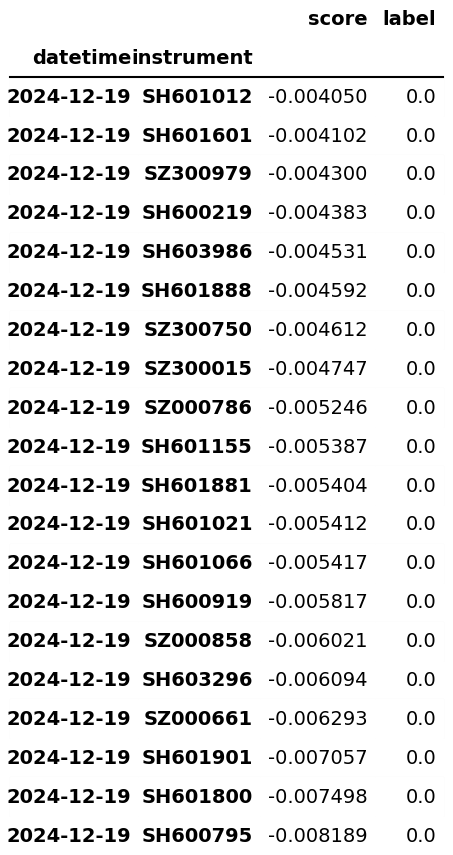 score label
datetime instrument
2024-12-19 SH601012 -0.004050 0.0
2024-12-19 SH601601 -0.004102 0.0
2024-12-19 SZ300979 -0.004300 0.0
2024-12-19 SH600219 -0.004383 0.0
2024-12-19 SH603986 -0.004531 0.0
2024-12-19 SH601888 -0.004592 0.0
2024-12-19 SZ300750 -0.004612 0.0
2024-12-19 SZ300015 -0.004747 0.0
2024-12-19 SZ000786 -0.005246 0.0
2024-12-19 SH601155 -0.005387 0.0
2024-12-19 SH601881 -0.005404 0.0
2024-12-19 SH601021 -0.005412 0.0
2024-12-19 SH601066 -0.005417 0.0
2024-12-19 SH600919 -0.005817 0.0
2024-12-19 SZ000858 -0.006021 0.0
2024-12-19 SH603296 -0.006094 0.0
2024-12-19 SZ000661 -0.006293 0.0
2024-12-19 SH601901 -0.007057 0.0
2024-12-19 SH601800 -0.007498 0.0
2024-12-19 SH600795 -0.008189 0.0